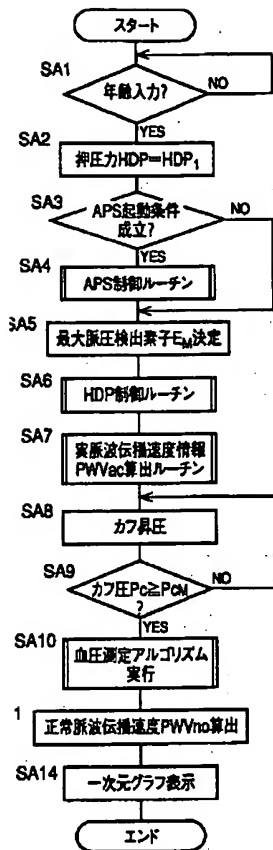 スタート
SA1
年齢入力?
NO
YES
SA2
押圧力HDP=HDP₁
SA3
APS起動条件
成立?
NO
YES
SA4
APS制御ルーチン
SA5
最大脈圧検出素子EM決定
SA6
HDP制御ルーチン
SA7
実脈波伝播速度情報
PWVac算出ルーチン
SA8
カフ昇圧
SA9
カフ圧Pc≧PCM
?
NO
YES
SA10
血圧測定アルゴリズム
実行
1
正常脈波伝播速度PWVno算出
SA14
一次元グラフ表示
エンド